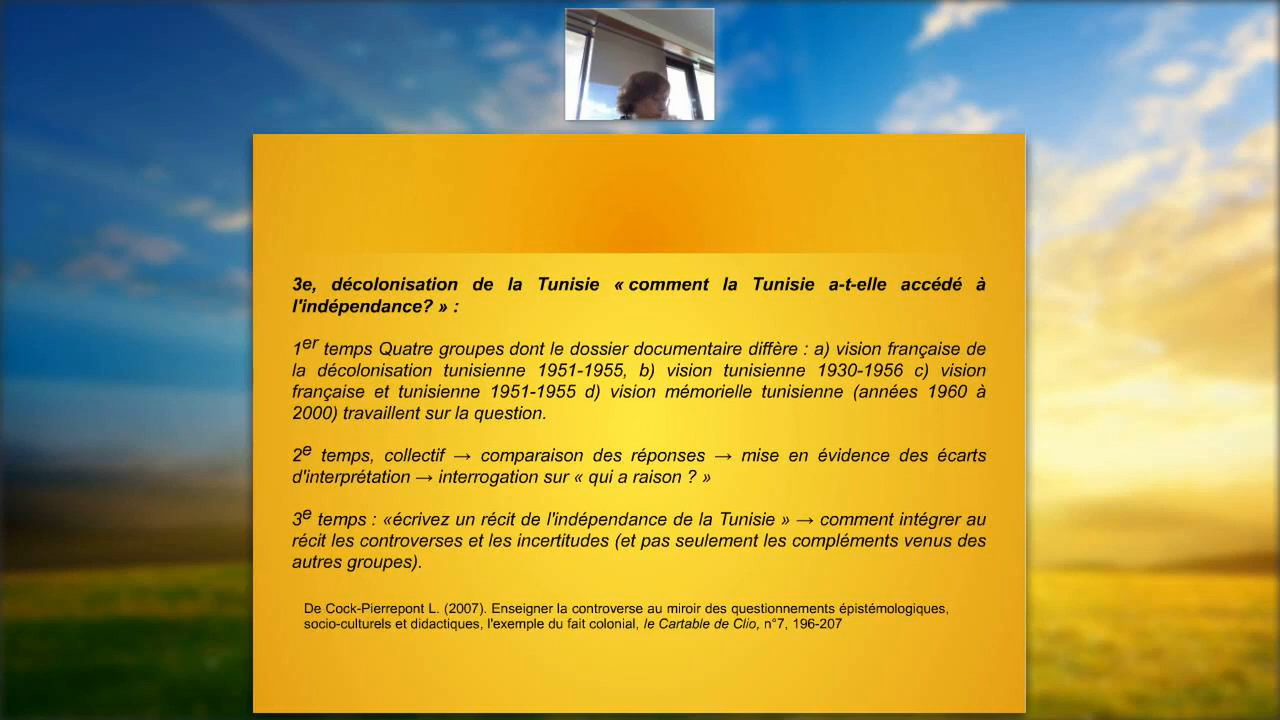 3e, décolonisation de la Tunisie « comment la Tunisie a-t-elle accédé à
l'indépendance? » :
1er temps Quatre groupes dont le dossier documentaire diffère : a) vision française de
la décolonisation tunisienne 1951-1955, b) vision tunisienne 1930-1956 c) vision
française et tunisienne 1951-1955 d) vision mémorielle tunisienne (années 1960 à
2000) travaillent sur la question.
2e temps, collectif → comparaison des réponses → mise en évidence des écarts
d'interprétation → interrogation sur « qui a raison ? »
3e temps : «écrivez un récit de l'indépendance de la Tunisie » → comment intégrer au
récit les controverses et les incertitudes (et pas seulement les compléments venus des
autres groupes).
De Cock-Pierrepont L. (2007). Enseigner la controverse au miroir des questionnements épistémologiques,
socio-culturels et didactiques, l'exemple du fait colonial, le Cartable de Clio, n°7, 196-207